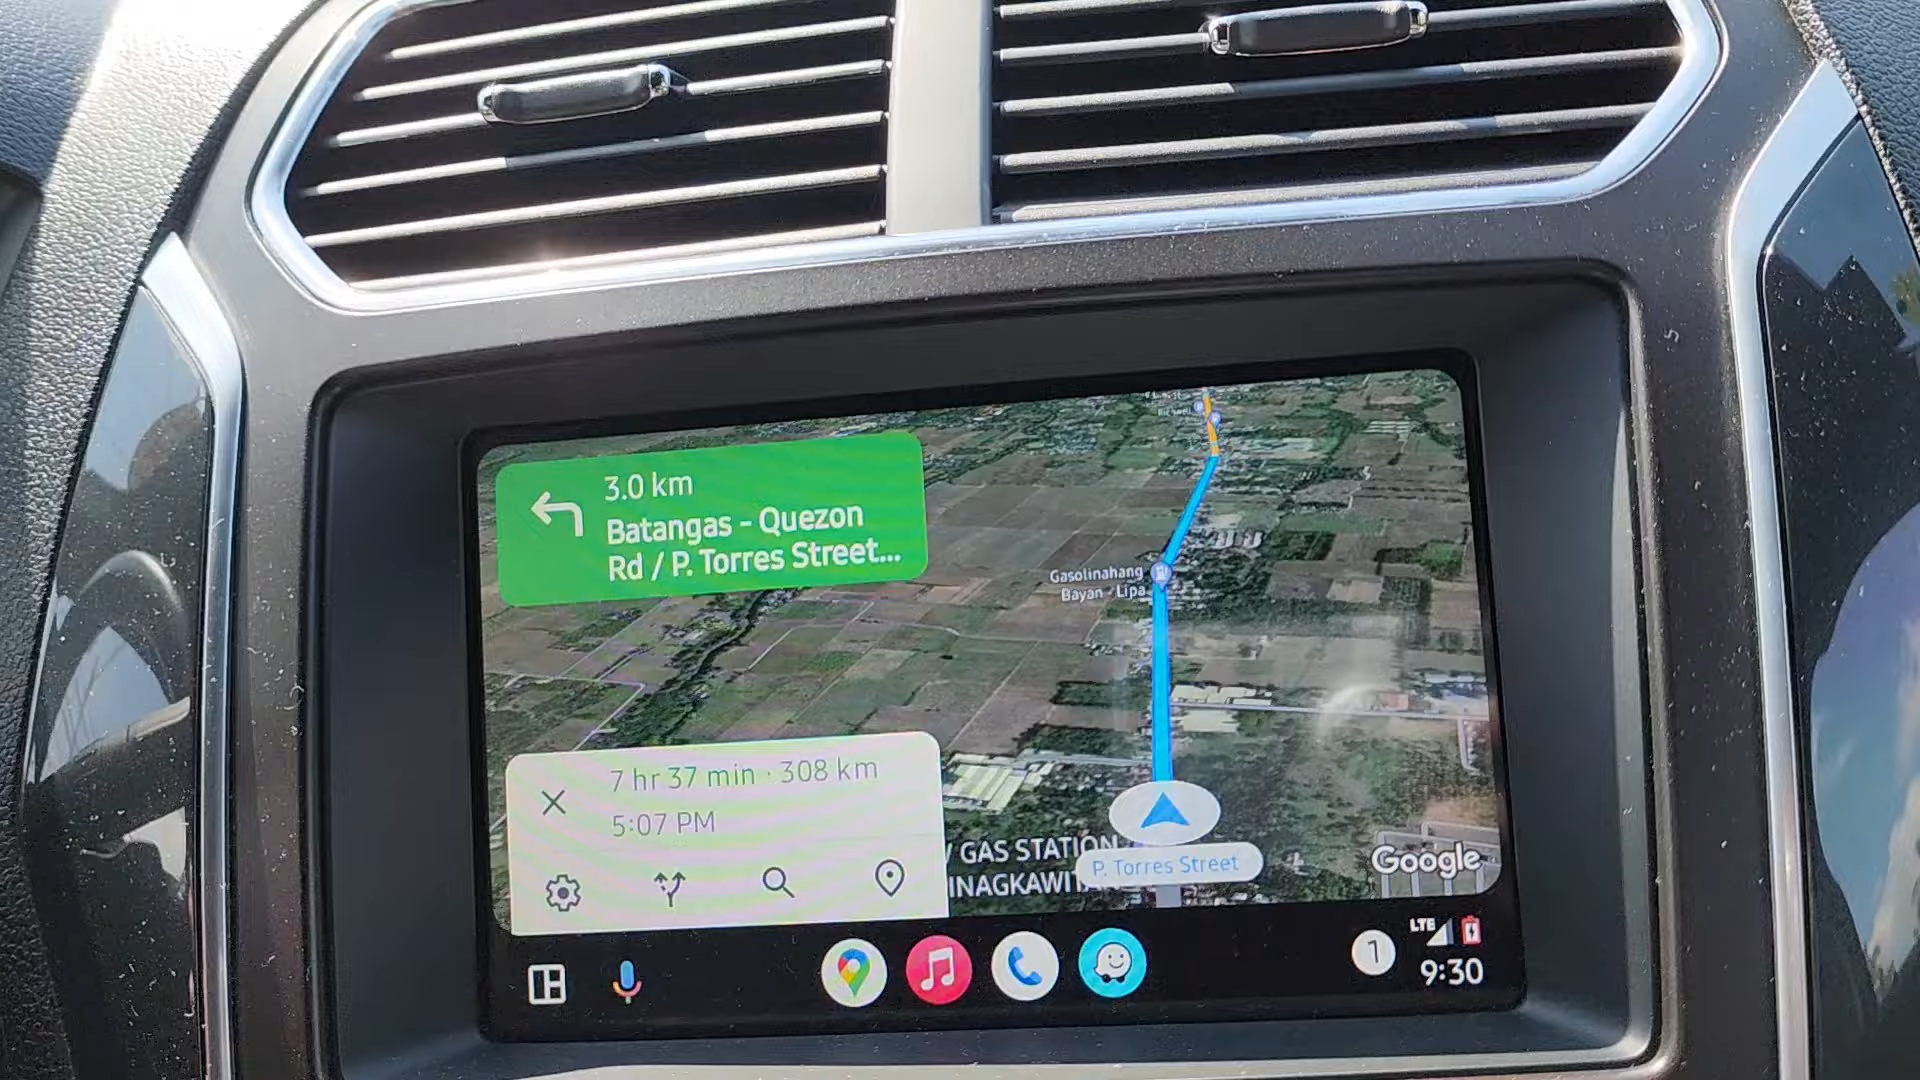 3.0 km
Batangas - Quezon
Rd / P. Torres Street...
Gasolinahang
Bayan - Lipa
7 hr 37 min · 308 km
5:07 PM
GAS STATION
INAGKAWITAN
P. Torres Street
Google
1
LTE
9:30